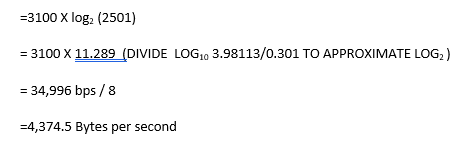 =3100 X log₂ (2501)
= 3100 X 11.289 (DIVIDE LOG₁₀ 3.98113/0.301 TO APPROXIMATE LOG₂ )
= 34,996 bps / 8
=4,374.5 Bytes per second